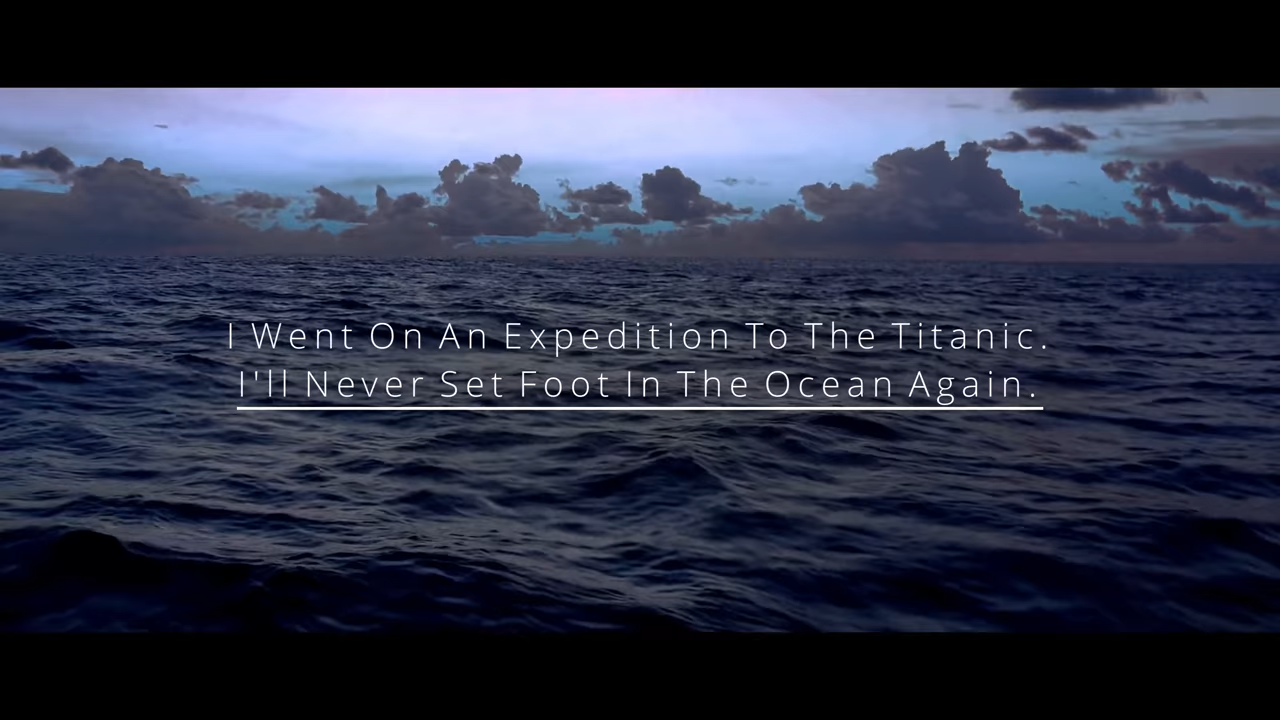 I Went On An Expedition To The Titanic.
I'll Never Set Foot In The Ocean Again.